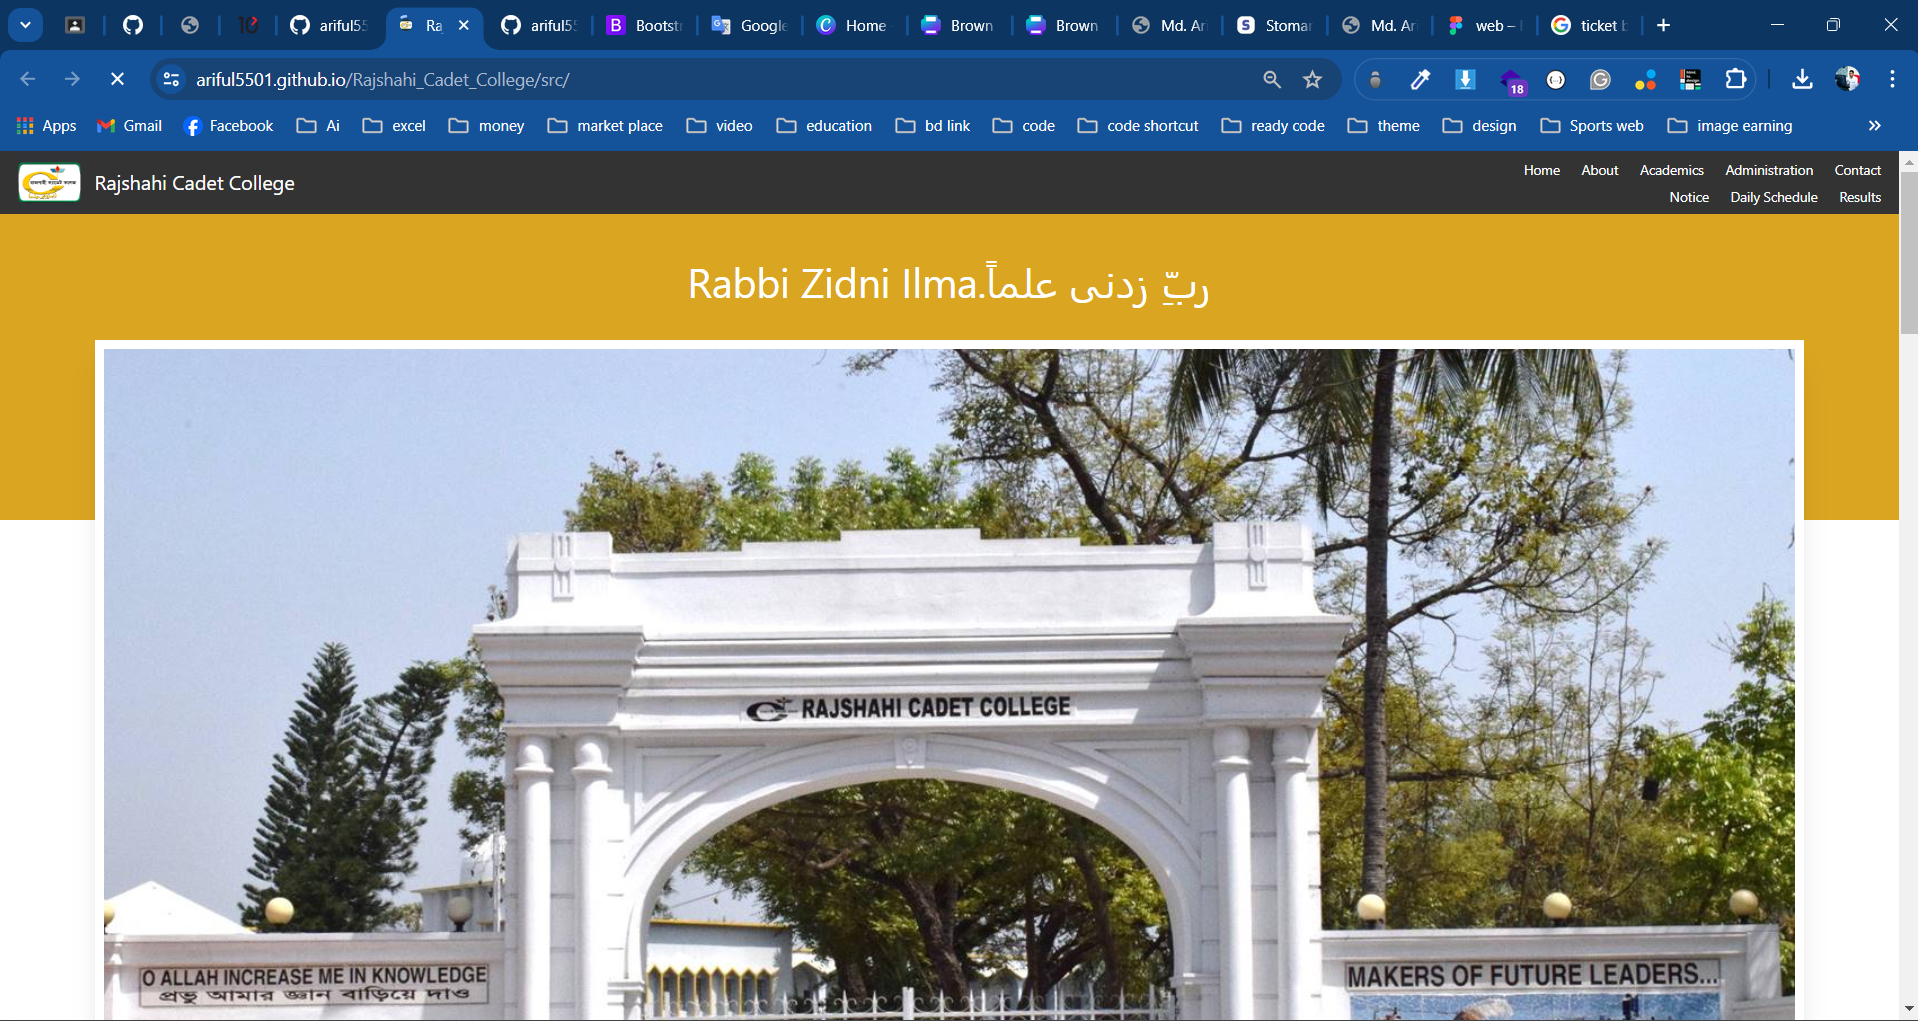 ariful55
Ra
ariful55
Bootst
Google
Home
Brown
Brown
Md. Ar
Stoma
Md. Ar
web –
ticket b
ariful5501.github.io/Rajshahi_Cadet_College/src/
18
Apps Gmail Facebook Ai excel money market place video education bd link code code shortcut ready code theme design Sports web image earning
Rajshahi Cadet College
Home About Academics Administration Contact
Notice Daily Schedule Results
Rabbi Zidni Ilma.ربِّ زدنى علماً
RAJSHAHI CADET COLLEGE
O ALLAH INCREASE ME IN KNOWLEDGE
প্রভু আমার জ্ঞান বাড়িয়ে দাও
MAKERS OF FUTURE LEADERS...